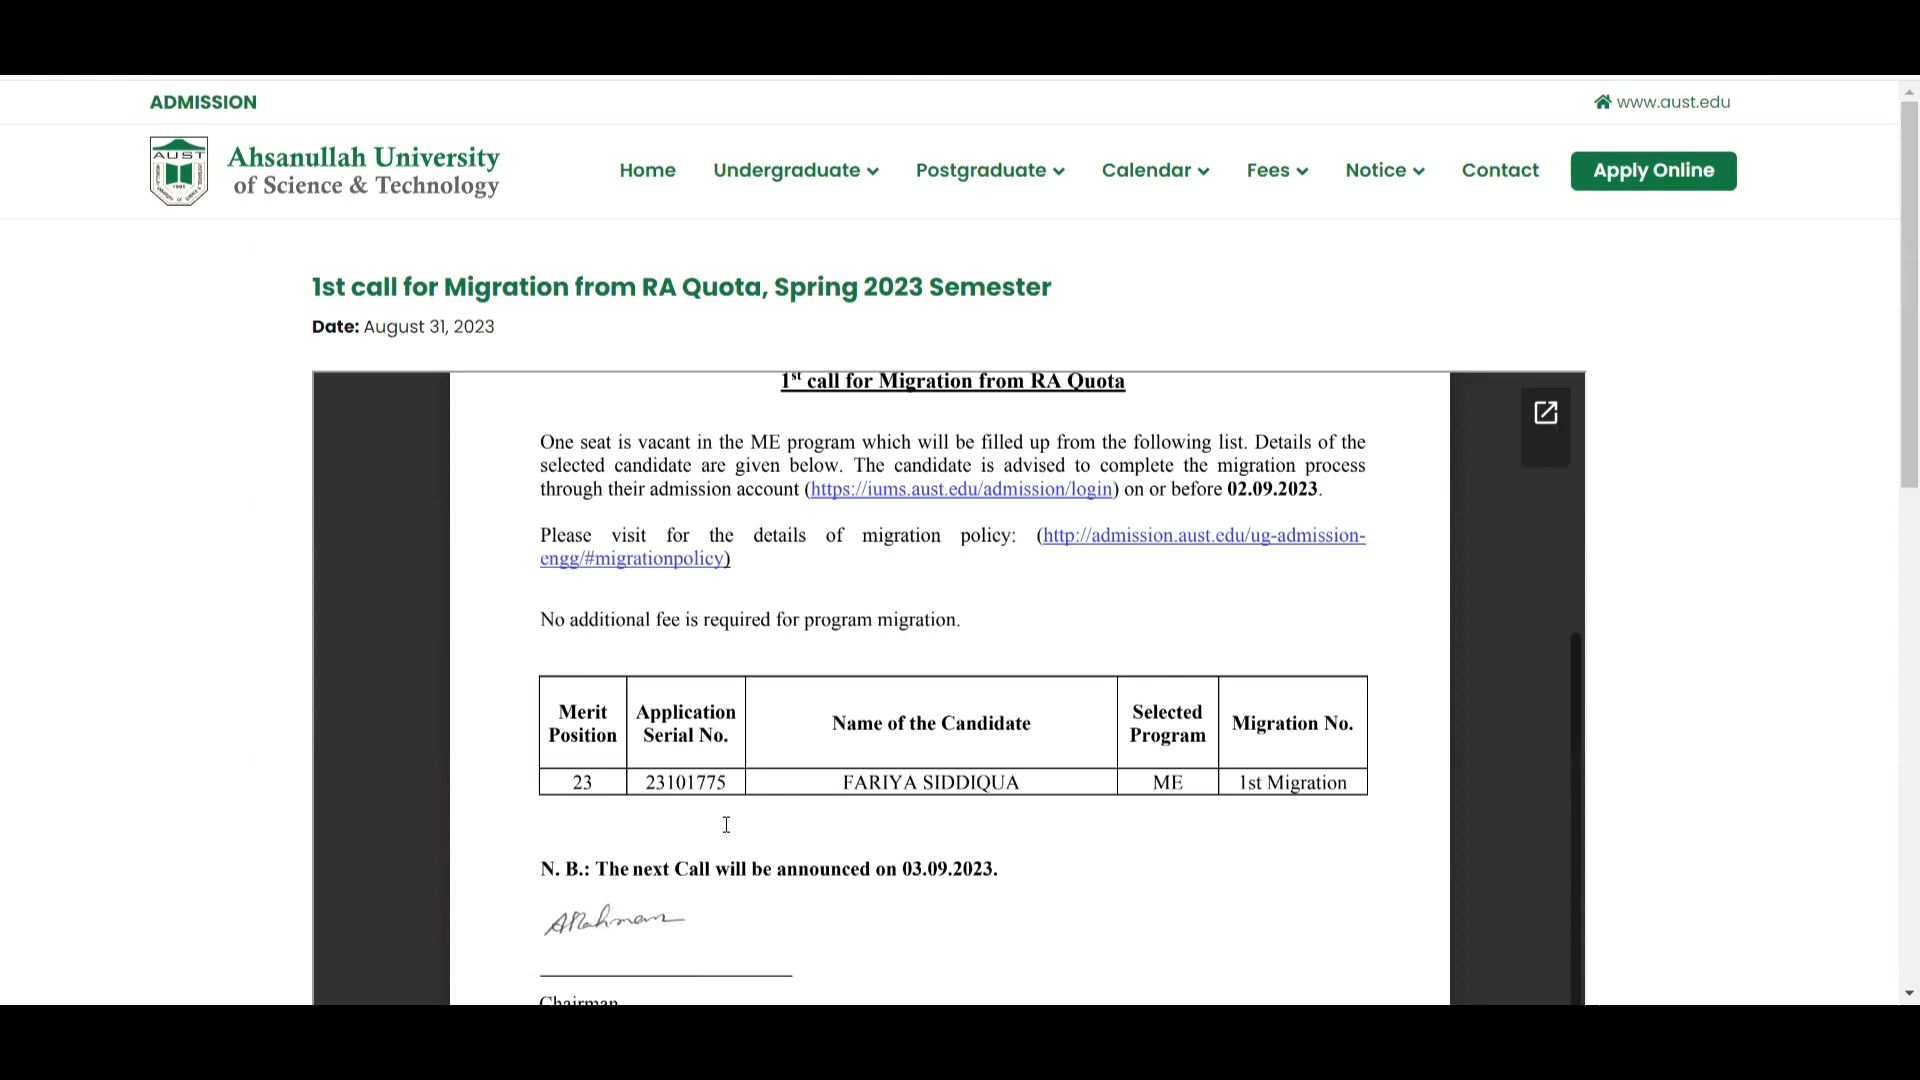 ADMISSION
www.aust.edu
AUST
1995
Ahsanullah University
of Science & Technology
Home
Undergraduate
Postgraduate
Calendar
Fees
Notice
Contact
Apply Online
1st call for Migration from RA Quota, Spring 2023 Semester
Date: August 31, 2023
1st call for Migration from RA Quota
One seat is vacant in the ME program which will be filled up from the following list. Details of the
selected candidate are given below. The candidate is advised to complete the migration process
through their admission account (https://iums.aust.edu/admission/login) on or before 02.09.2023.
Please visit for the details of migration policy: (http://admission.aust.edu/ug-admission-
engg/#migrationpolicy)
No additional fee is required for program migration.
Merit Position
Application Serial No.
Name of the Candidate
Selected Program
Migration No.
23
23101775
FARIYA SIDDIQUA
ME
1st Migration
N. B.: The next Call will be announced on 03.09.2023.
ARahman
Chairman